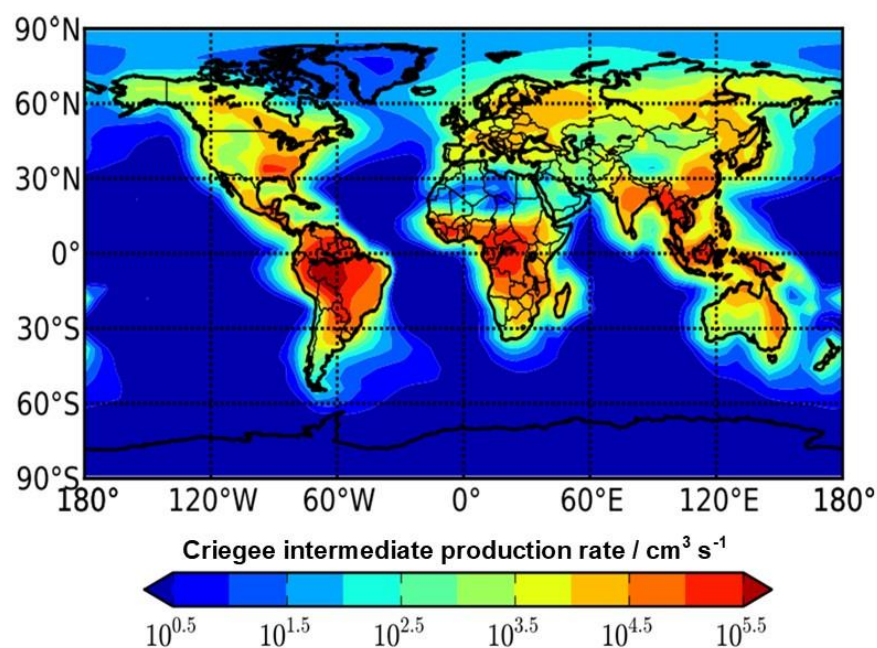 90°N
60°N
30°N
0°
30°S
60°S
90°S
180° 120°W 60°W 0° 60°E 120°E 180°
Criegee intermediate production rate / cm³ s⁻¹
10^0.5 10^1.5 10^2.5 10^3.5 10^4.5 10^5.5